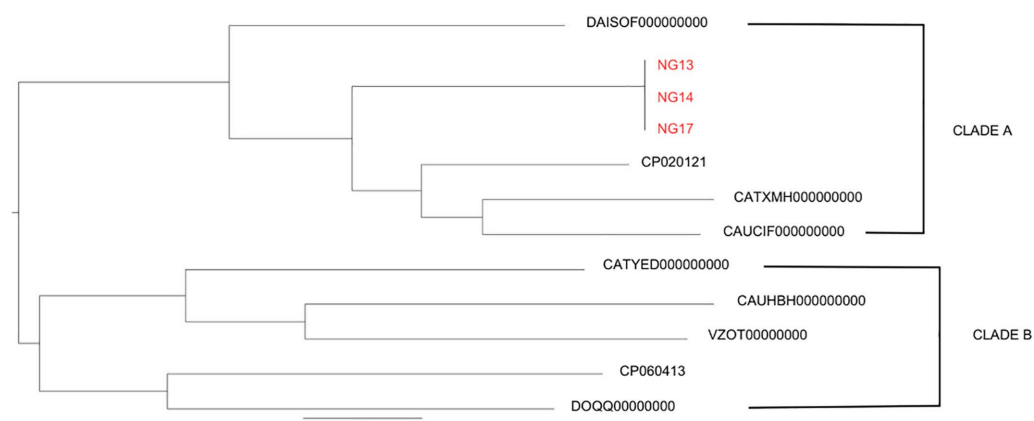 DAISOF000000000
NG13
NG14
NG17
CLADE A
CP020121
CATXMH000000000
CAUCIF000000000
CATYED000000000
CAUHBH000000000
VZOT00000000
CLADE B
CP060413
DOQQ00000000